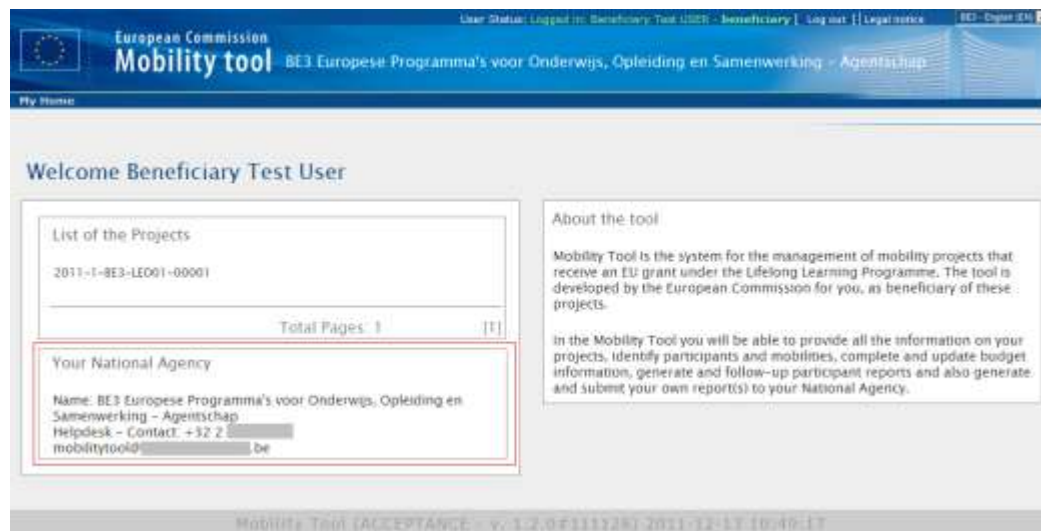 User Status: Logged in: Beneficiary Test USER - beneficiary [ Log out ][ Legal notice
BE3 - English (EN)
European Commission
Mobility tool BE3 Europese Programma's voor Onderwijs, Opleiding en Samenwerking – Agentschap
My Home
Welcome Beneficiary Test User
List of the Projects
2011-1-BE3-LEO01-00001
Total Pages: 1 [1]
Your National Agency
Name: BE3 Europese Programma's voor Onderwijs, Opleiding en
Samenwerking – Agentschap
Helpdesk – Contact: +32 2
mobilitytool@ .be
About the tool
Mobility Tool is the system for the management of mobility projects that
receive an EU grant under the Lifelong Learning Programme. The tool is
developed by the European Commission for you, as beneficiary of these
projects.
In the Mobility Tool you will be able to provide all the information on your
projects, identify participants and mobilities, complete and update budget
information, generate and follow-up participant reports and also generate
and submit your own report(s) to your National Agency.
Mobility Tool (ACCEPTANCE - v. 1.2.0#111128) 2011-12-13